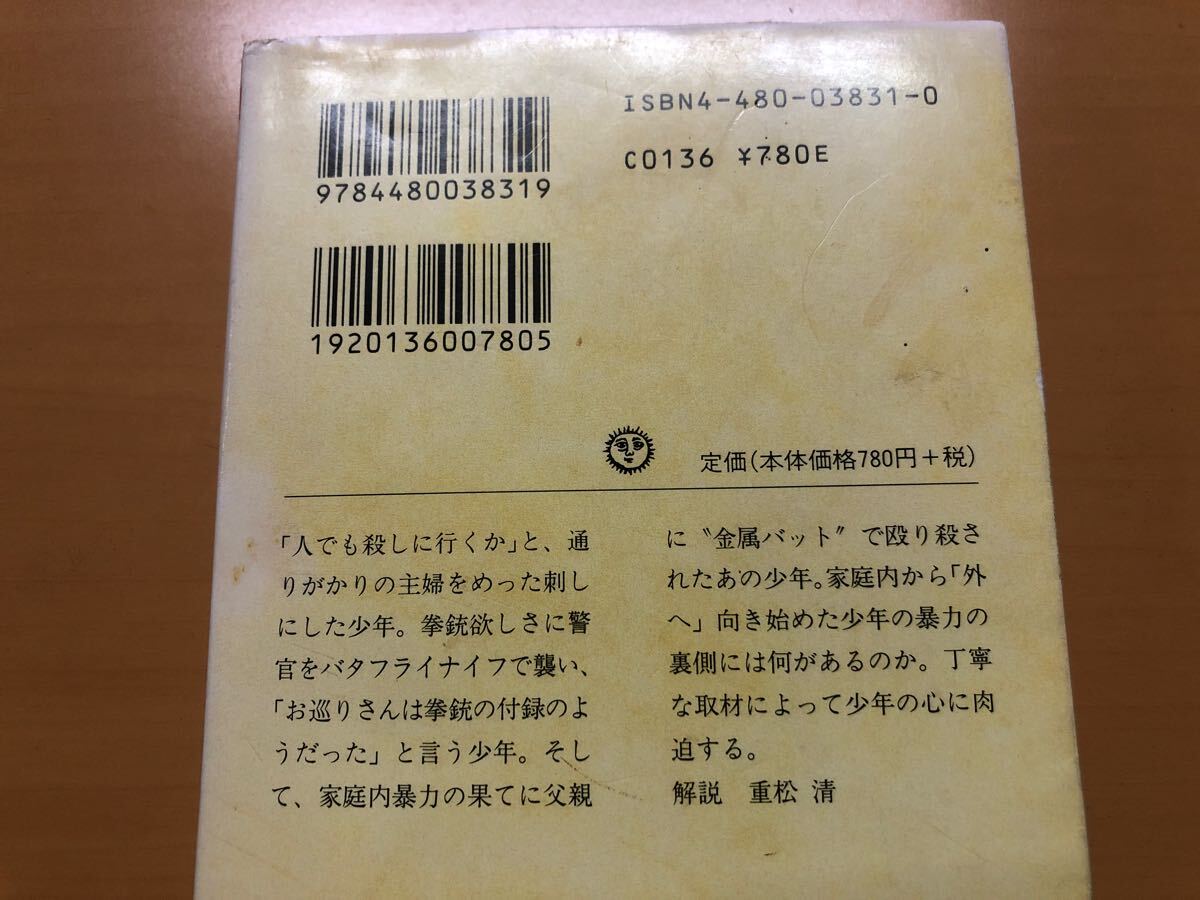 ISBN4-480-03831-0
C0136 ¥780E
9784480038319
1920136007805
定価(本体価格780円+税)
「人でも殺しに行くか」と、通
りがかりの主婦をめった刺し
にした少年。拳銃欲しさに警
官をバタフライナイフで襲い、
「お巡りさんは拳銃の付録のよ
うだった」と言う少年。そし
て、家庭内暴力の果てに父親
に〝金属バット〟で殴り殺さ
れたあの少年。家庭内から「外
へ」向き始めた少年の暴力の
裏側には何があるのか。丁寧
な取材によって少年の心に肉
迫する。
解説 重松 清